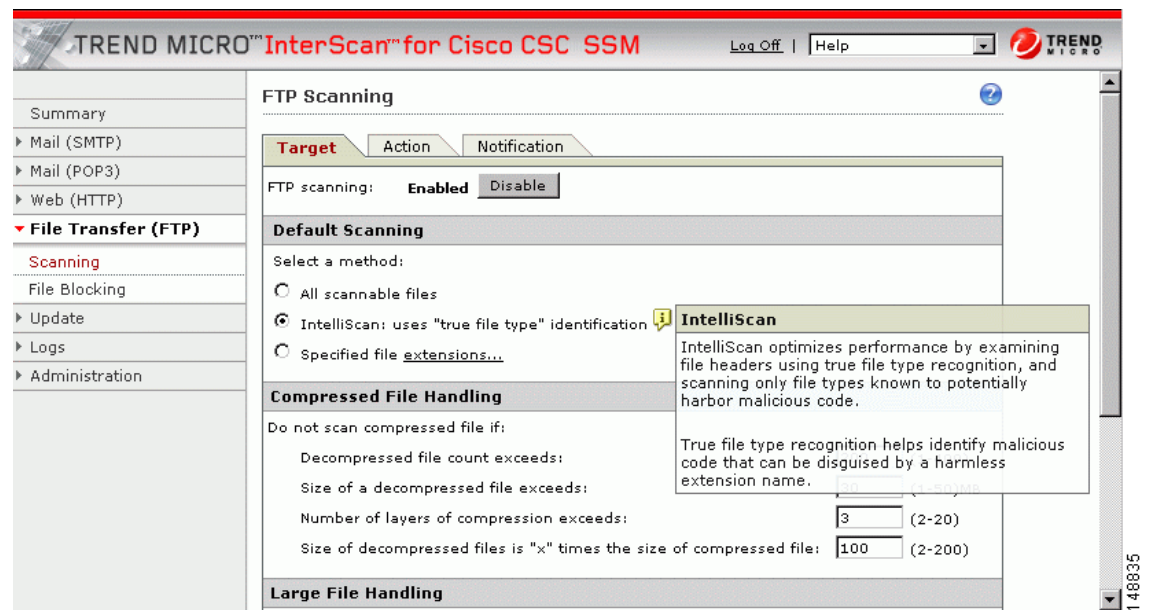 TREND MICRO™ InterScan™ for Cisco CSC SSM
Log Off | Help
TREND MICRO
Summary
Mail (SMTP)
Mail (POP3)
Web (HTTP)
File Transfer (FTP)
Scanning
File Blocking
Update
Logs
Administration
FTP Scanning
?
Target Action Notification
FTP scanning: Enabled Disable
Default Scanning
Select a method:
All scannable files
IntelliScan: uses "true file type" identification
Specified file extensions...
IntelliScan
IntelliScan optimizes performance by examining
file headers using true file type recognition, and
scanning only file types known to potentially
harbor malicious code.
True file type recognition helps identify malicious
code that can be disguised by a harmless
extension name.
Compressed File Handling
Do not scan compressed file if:
Decompressed file count exceeds:
Size of a decompressed file exceeds: 30 (1-50)MB
Number of layers of compression exceeds: 3 (2-20)
Size of decompressed files is "x" times the size of compressed file: 100 (2-200)
Large File Handling
148835